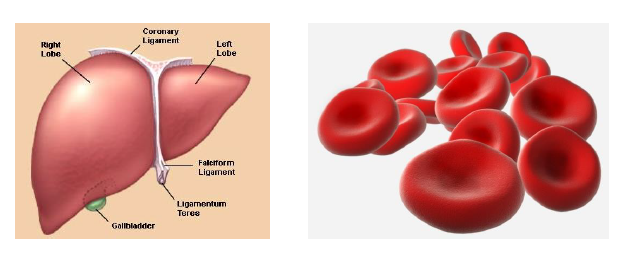 Coronary
Ligament
Right
Lobe
Left
Lobe
Falciform
Ligament
Ligamentum
Teres
Gallbladder